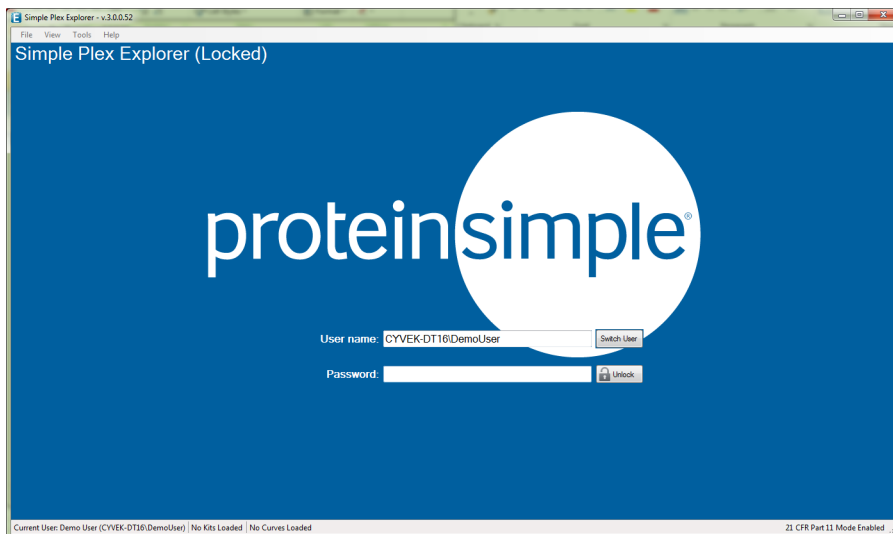 Simple Plex Explorer - v.3.0.0.52
File View Tools Help
Simple Plex Explorer (Locked)
proteinsimple®
User name: CYVEK-DT16\DemoUser Switch User
Password: Unlock
Current User: Demo User (CYVEK-DT16\DemoUser) No Kits Loaded No Curves Loaded 21 CFR Part 11 Mode Enabled